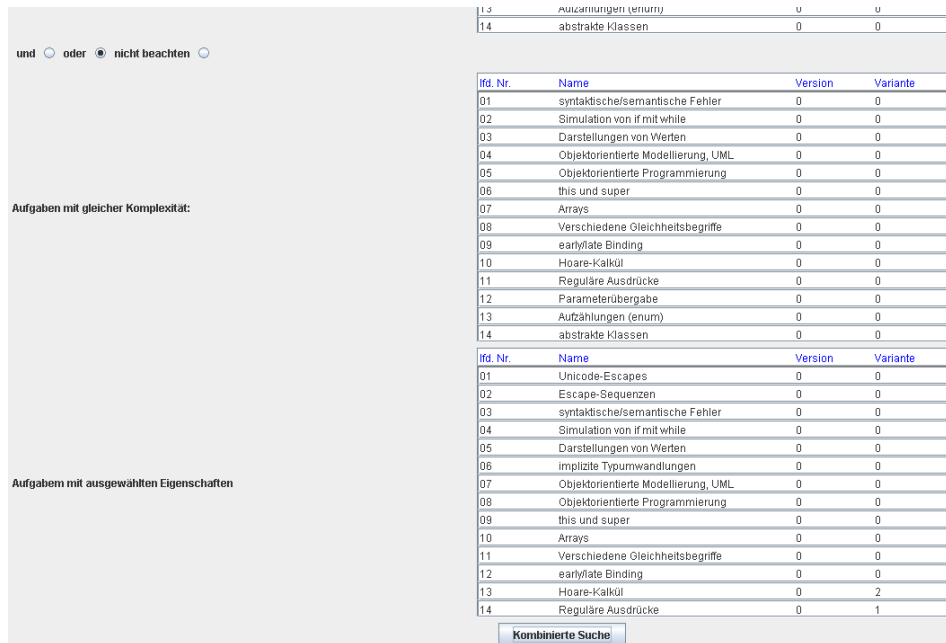 13 Aufzählungen (enum) 0 0
14 abstrakte Klassen 0 0
und oder nicht beachten
lfd. Nr. Name Version Variante
01 syntaktische/semantische Fehler 0 0
02 Simulation von if mit while 0 0
03 Darstellungen von Werten 0 0
04 Objektorientierte Modellierung, UML 0 0
05 Objektorientierte Programmierung 0 0
06 this und super 0 0
Aufgaben mit gleicher Komplexität:
07 Arrays 0 0
08 Verschiedene Gleichheitsbegriffe 0 0
09 early/late Binding 0 0
10 Hoare-Kalkül 0 0
11 Reguläre Ausdrücke 0 0
12 Parameterübergabe 0 0
13 Aufzählungen (enum) 0 0
14 abstrakte Klassen 0 0
lfd. Nr. Name Version Variante
01 Unicode-Escapes 0 0
02 Escape-Sequenzen 0 0
03 syntaktische/semantische Fehler 0 0
04 Simulation von if mit while 0 0
05 Darstellungen von Werten 0 0
06 implizite Typumwandlungen 0 0
Aufgabem mit ausgewählten Eigenschaften
07 Objektorientierte Modellierung, UML 0 0
08 Objektorientierte Programmierung 0 0
09 this und super 0 0
10 Arrays 0 0
11 Verschiedene Gleichheitsbegriffe 0 0
12 early/late Binding 0 0
13 Hoare-Kalkül 0 2
14 Reguläre Ausdrücke 0 1
Kombinierte Suche